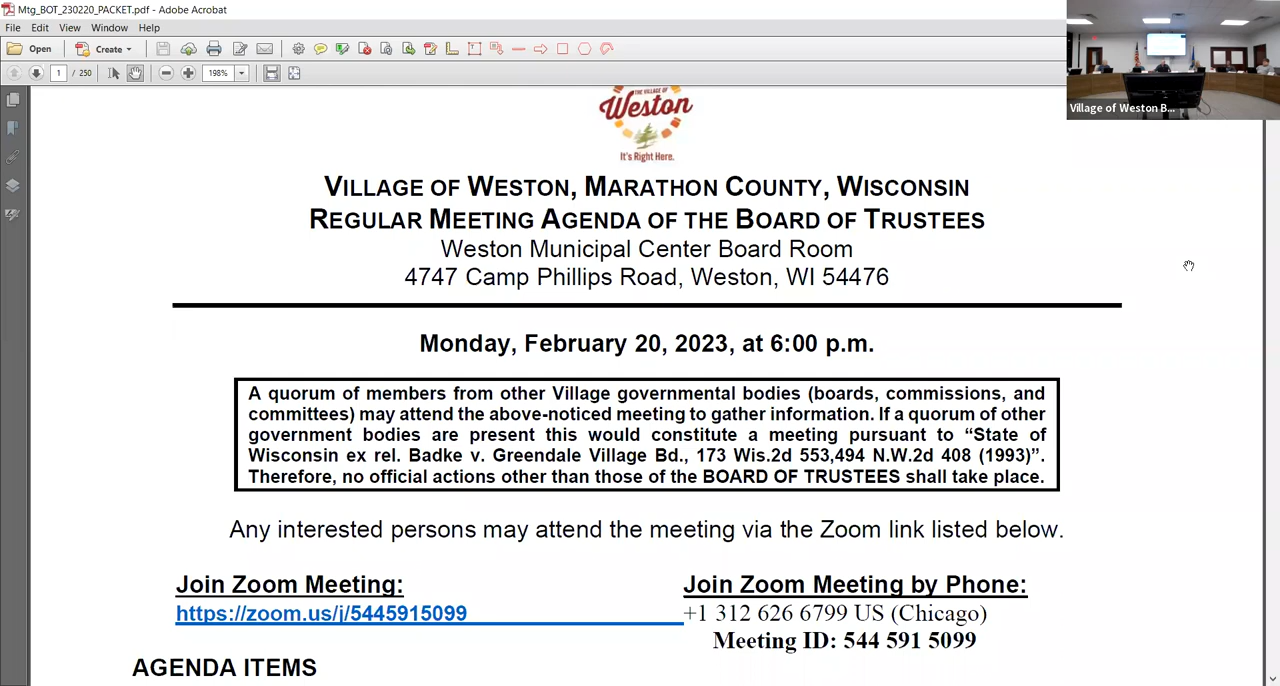 Mtg_BOT_230220_PACKET.pdf - Adobe Acrobat
File Edit View Window Help
Open Create
1 / 250 198%
Village of Weston B...
THE VILLAGE OF
Weston
It's Right Here.
VILLAGE OF WESTON, MARATHON COUNTY, WISCONSIN
REGULAR MEETING AGENDA OF THE BOARD OF TRUSTEES
Weston Municipal Center Board Room
4747 Camp Phillips Road, Weston, WI 54476
Monday, February 20, 2023, at 6:00 p.m.
A quorum of members from other Village governmental bodies (boards, commissions, and
committees) may attend the above-noticed meeting to gather information. If a quorum of other
government bodies are present this would constitute a meeting pursuant to “State of
Wisconsin ex rel. Badke v. Greendale Village Bd., 173 Wis.2d 553,494 N.W.2d 408 (1993)”.
Therefore, no official actions other than those of the BOARD OF TRUSTEES shall take place.
Any interested persons may attend the meeting via the Zoom link listed below.
Join Zoom Meeting:
https://zoom.us/j/5445915099
Join Zoom Meeting by Phone:
+1 312 626 6799 US (Chicago)
Meeting ID: 544 591 5099
AGENDA ITEMS